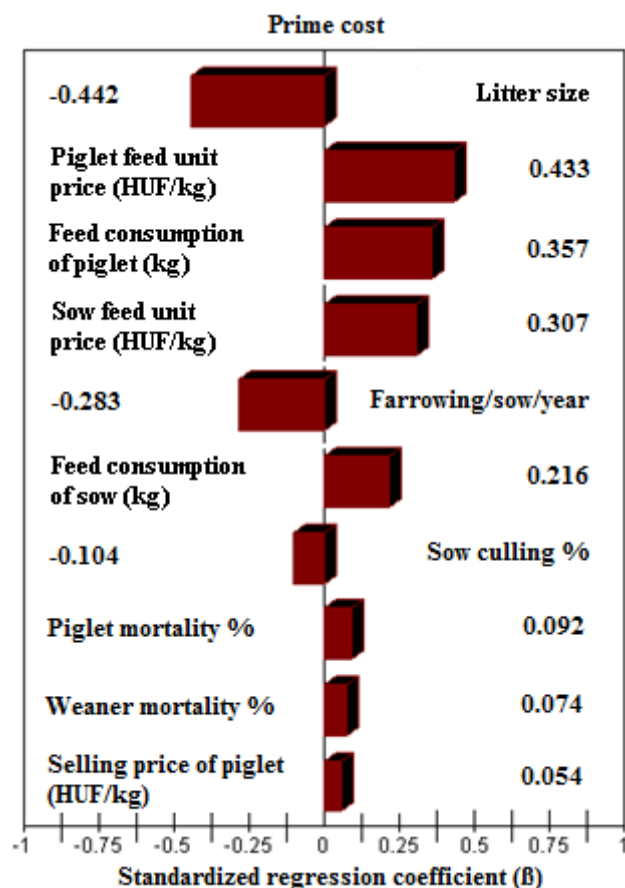 Prime cost
-0.442 Litter size
Piglet feed unit
price (HUF/kg) 0.433
Feed consumption
of piglet (kg) 0.357
Sow feed unit
price (HUF/kg) 0.307
-0.283 Farrowing/sow/year
Feed consumption
of sow (kg) 0.216
-0.104 Sow culling %
Piglet mortality % 0.092
Weaner mortality % 0.074
Selling price of piglet
(HUF/kg) 0.054
-1 -0.75 -0.5 -0.25 0 0.25 0.5 0.75 1
Standardized regression coefficient (ß)